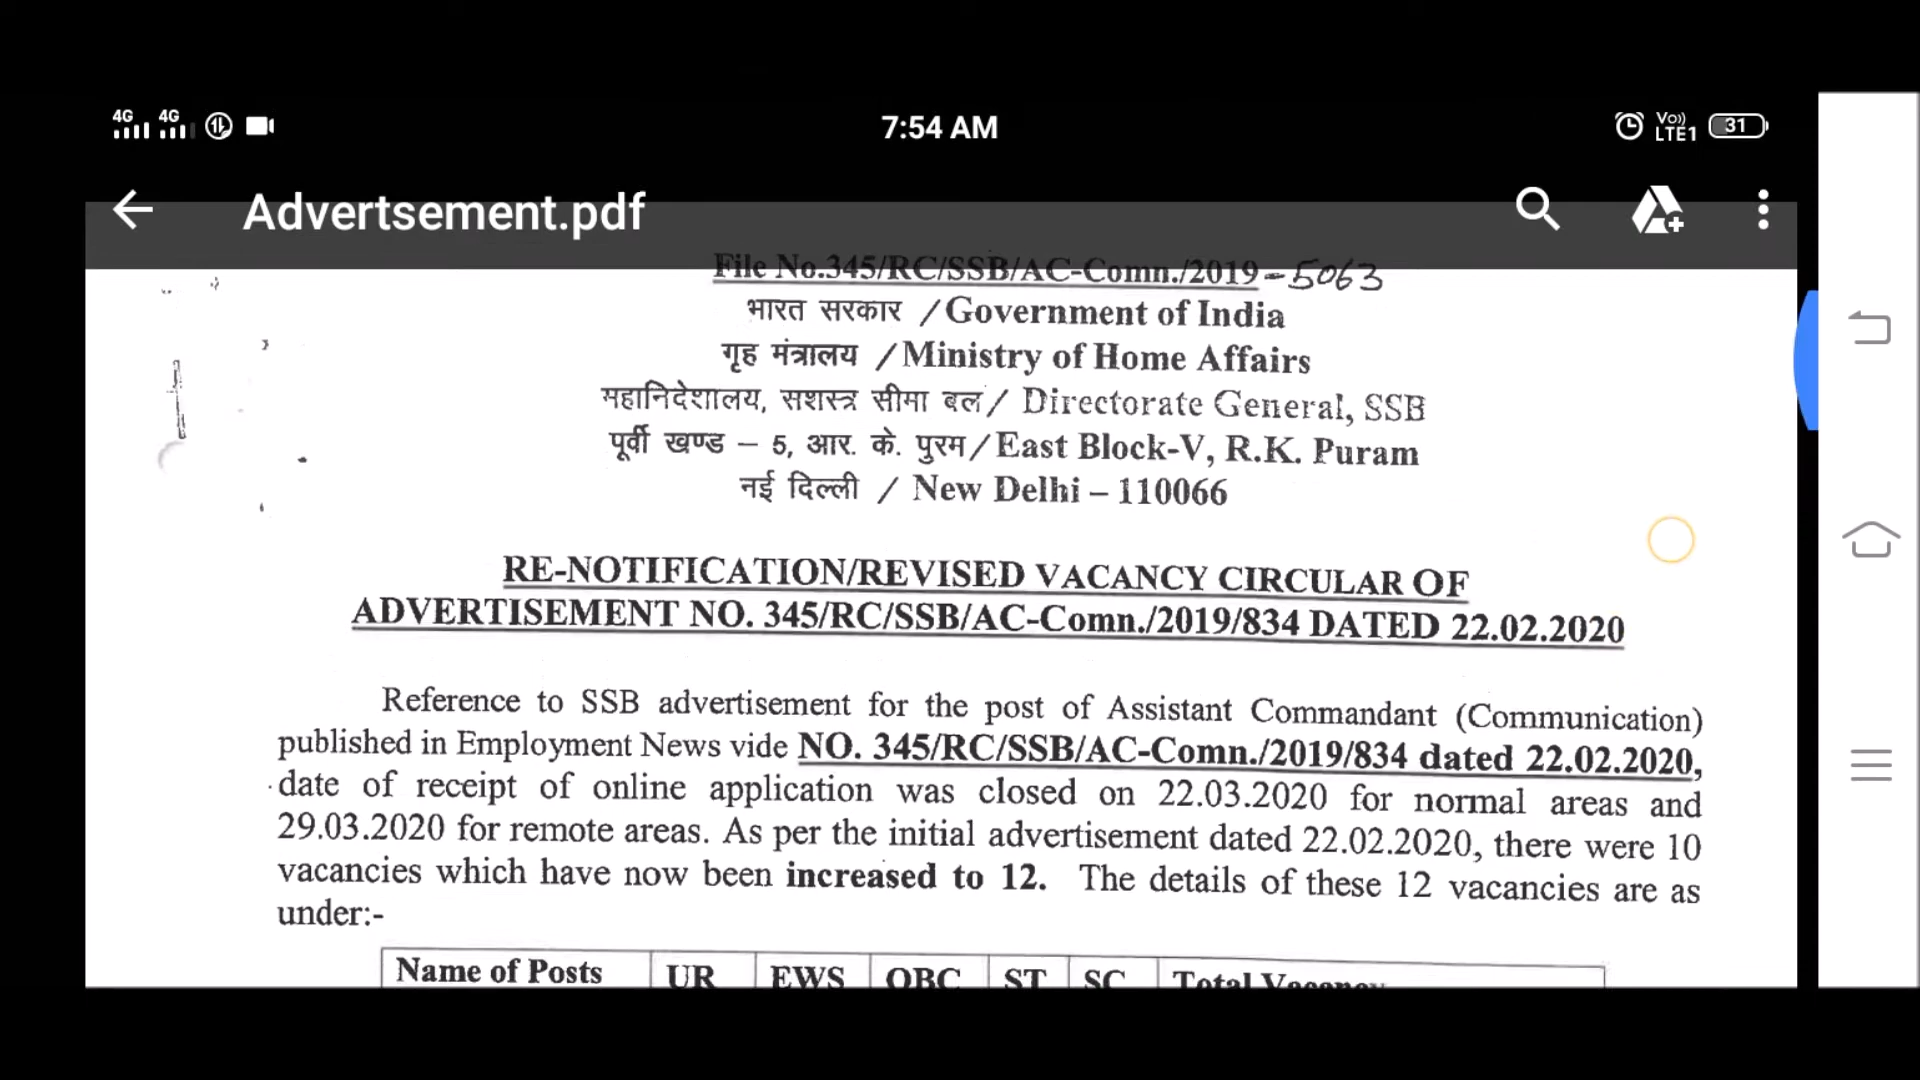 4G 4G 7:54 AM Vo)) LTE1 31
Advertsement.pdf
File No.345/RC/SSB/AC-Comn./2019-5063
भारत सरकार /Government of India
गृह मंत्रालय /Ministry of Home Affairs
महानिदेशालय, सशस्त्र सीमा बल/ Directorate General, SSB
पूर्वी खण्ड – 5, आर. के. पुरम/East Block-V, R.K. Puram
नई दिल्ली / New Delhi – 110066
RE-NOTIFICATION/REVISED VACANCY CIRCULAR OF
ADVERTISEMENT NO. 345/RC/SSB/AC-Comn./2019/834 DATED 22.02.2020
Reference to SSB advertisement for the post of Assistant Commandant (Communication)
published in Employment News vide NO. 345/RC/SSB/AC-Comn./2019/834 dated 22.02.2020,
date of receipt of online application was closed on 22.03.2020 for normal areas and
29.03.2020 for remote areas. As per the initial advertisement dated 22.02.2020, there were 10
vacancies which have now been increased to 12. The details of these 12 vacancies are as
under:-
Name of Posts UR EWS OBC ST SC Total Vacancy